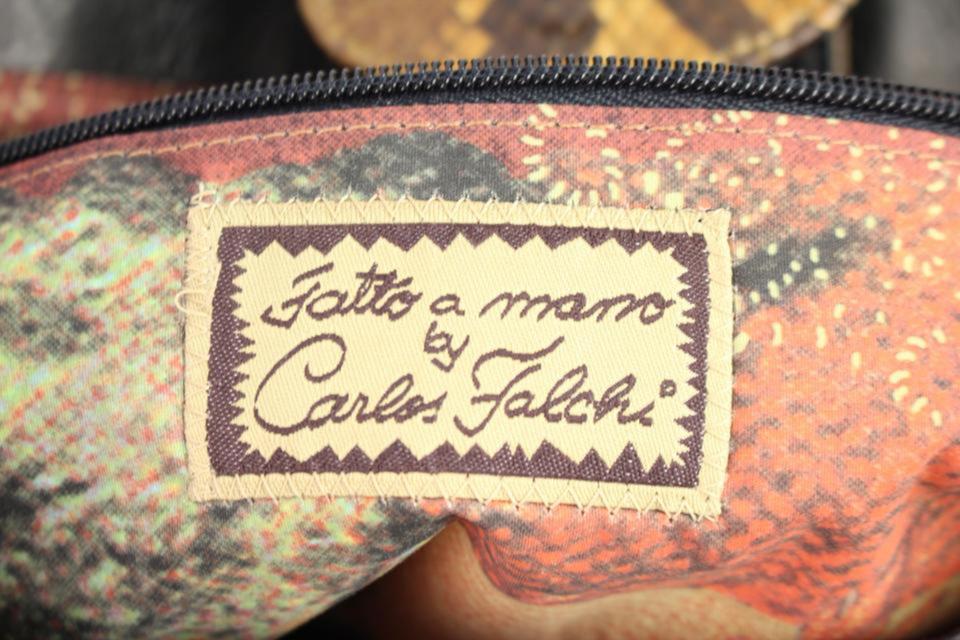 Fatto a mano
by
Carlos Falchi